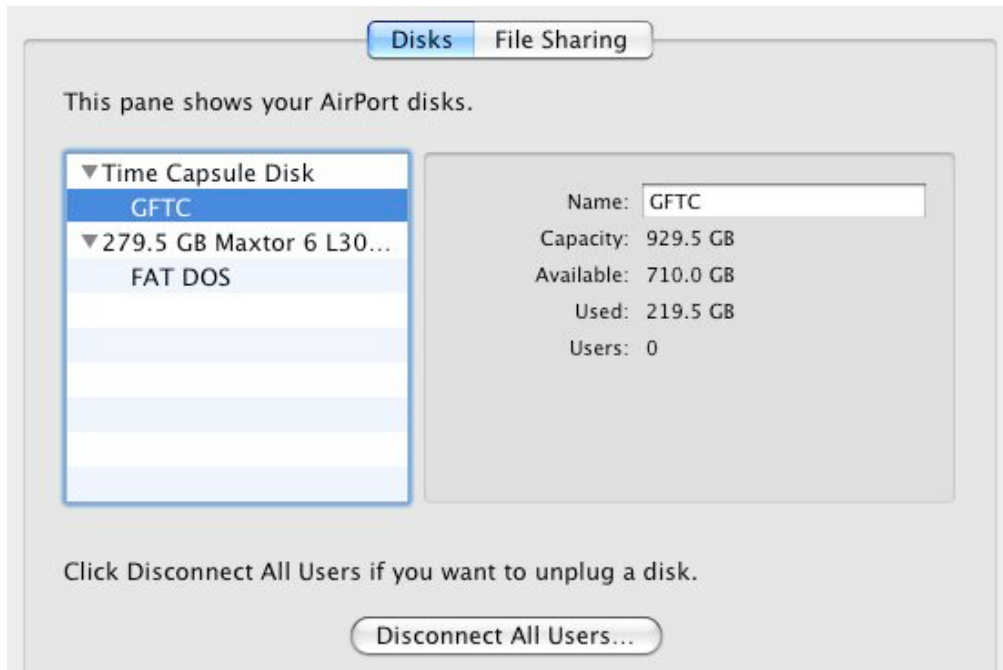 Disks File Sharing
This pane shows your AirPort disks.
Time Capsule Disk
GFTC
279.5 GB Maxtor 6 L30...
FAT DOS
Name: GFTC
Capacity: 929.5 GB
Available: 710.0 GB
Used: 219.5 GB
Users: 0
Click Disconnect All Users if you want to unplug a disk.
Disconnect All Users...